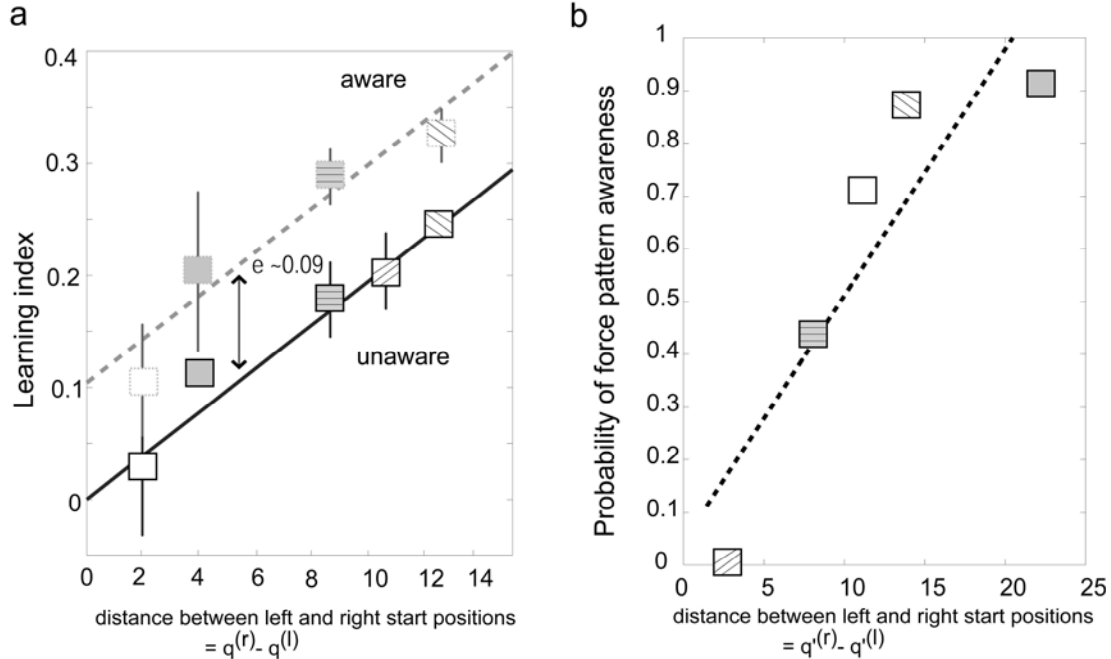 a
0.4
0.3
0.2
0.1
0
Learning index
aware
e ~0.09
unaware
0 2 4 6 8 10 12 14
distance between left and right start positions
= q(r)- q(l)
b
1
0.9
0.8
0.7
0.6
0.5
0.4
0.3
0.2
0.1
0
Probability of force pattern awareness
0 5 10 15 20 25
distance between left and right start positions
= q'(r)- q'(l)